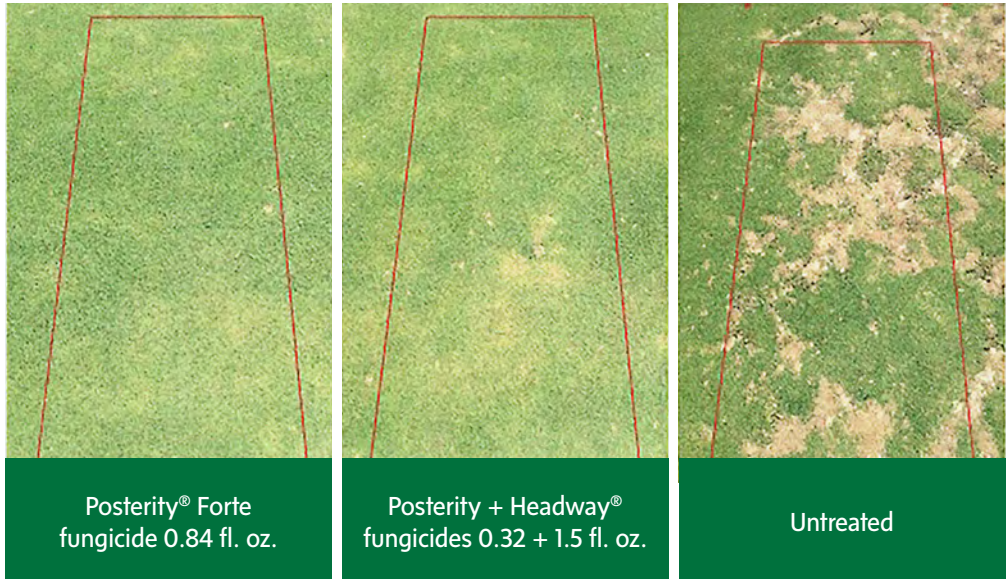 Posterity® Forte
fungicide 0.84 fl. oz.
Posterity + Headway®
fungicides 0.32 + 1.5 fl. oz.
Untreated